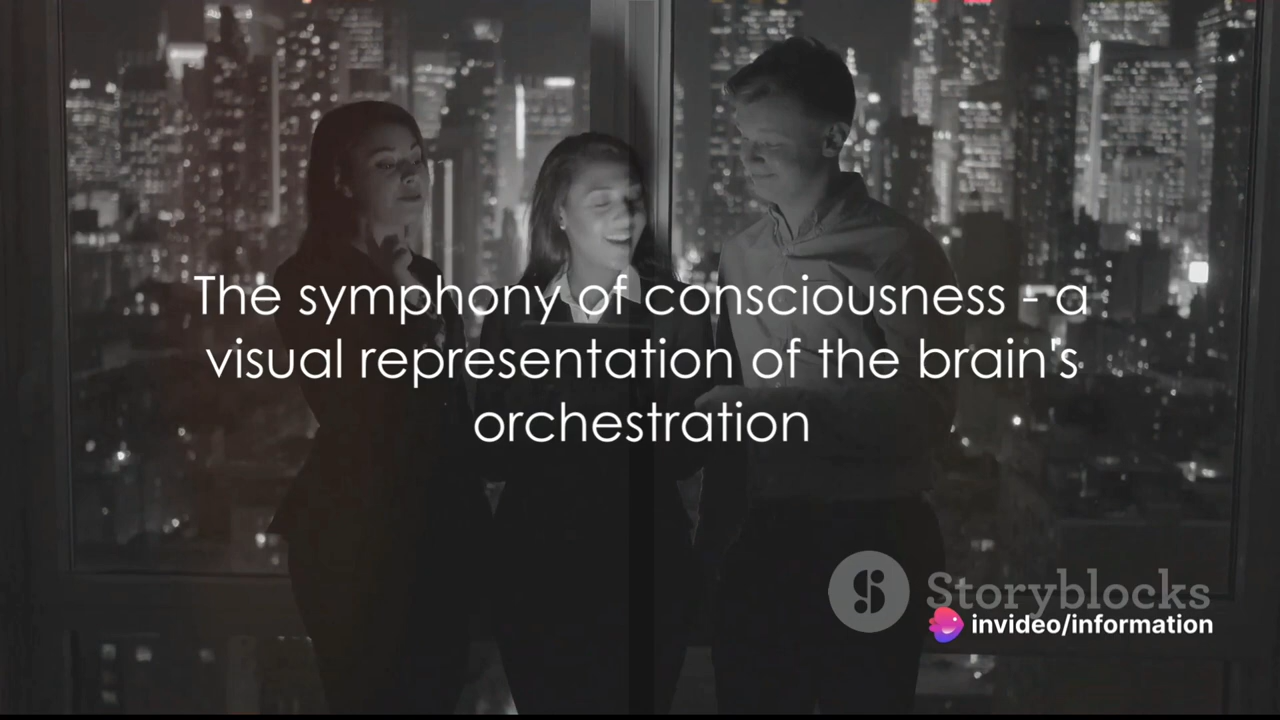 The symphony of consciousness - a
visual representation of the brain's
orchestration
Storyblocks
invideo/information